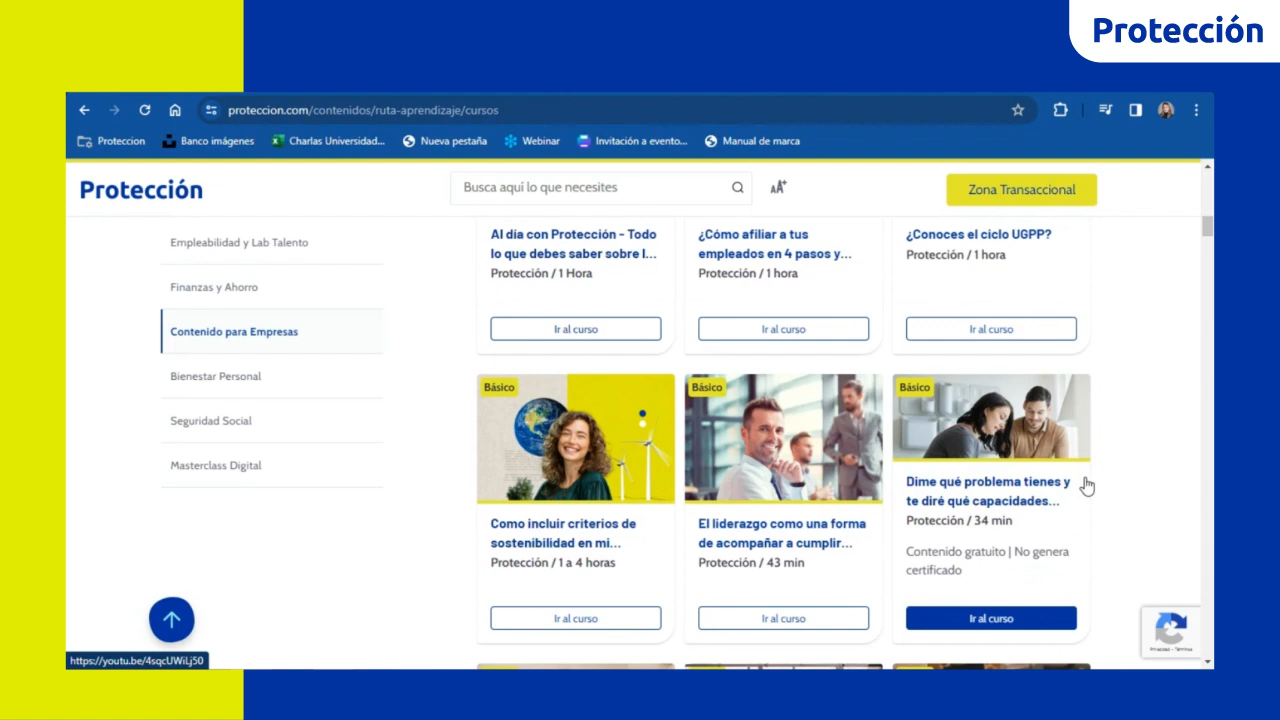 Protección
proteccion.com/contenidos/ruta-aprendizaje/cursos
Proteccion
Banco imágenes
Charlas Universidad...
Nueva pestaña
Webinar
Invitación a evento...
Manual de marca
Protección
Busca aquí lo que necesites
AA+
Zona Transaccional
Empleabilidad y Lab Talento
Finanzas y Ahorro
Contenido para Empresas
Bienestar Personal
Seguridad Social
Masterclass Digital
Al día con Protección - Todo
lo que debes saber sobre l...
Protección / 1 Hora
Ir al curso
¿Cómo afiliar a tus
empleados en 4 pasos y...
Protección / 1 hora
Ir al curso
¿Conoces el ciclo UGPP?
Protección / 1 hora
Ir al curso
Básico
Como incluir criterios de
sostenibilidad en mi...
Protección / 1 a 4 horas
Ir al curso
Básico
El liderazgo como una forma
de acompañar a cumplir...
Protección / 43 min
Ir al curso
Básico
Dime qué problema tienes y
te diré qué capacidades...
Protección / 34 min
Contenido gratuito | No genera
certificado
Ir al curso
Privacidad - Términos
https://youtu.be/4sqcUWiLj50